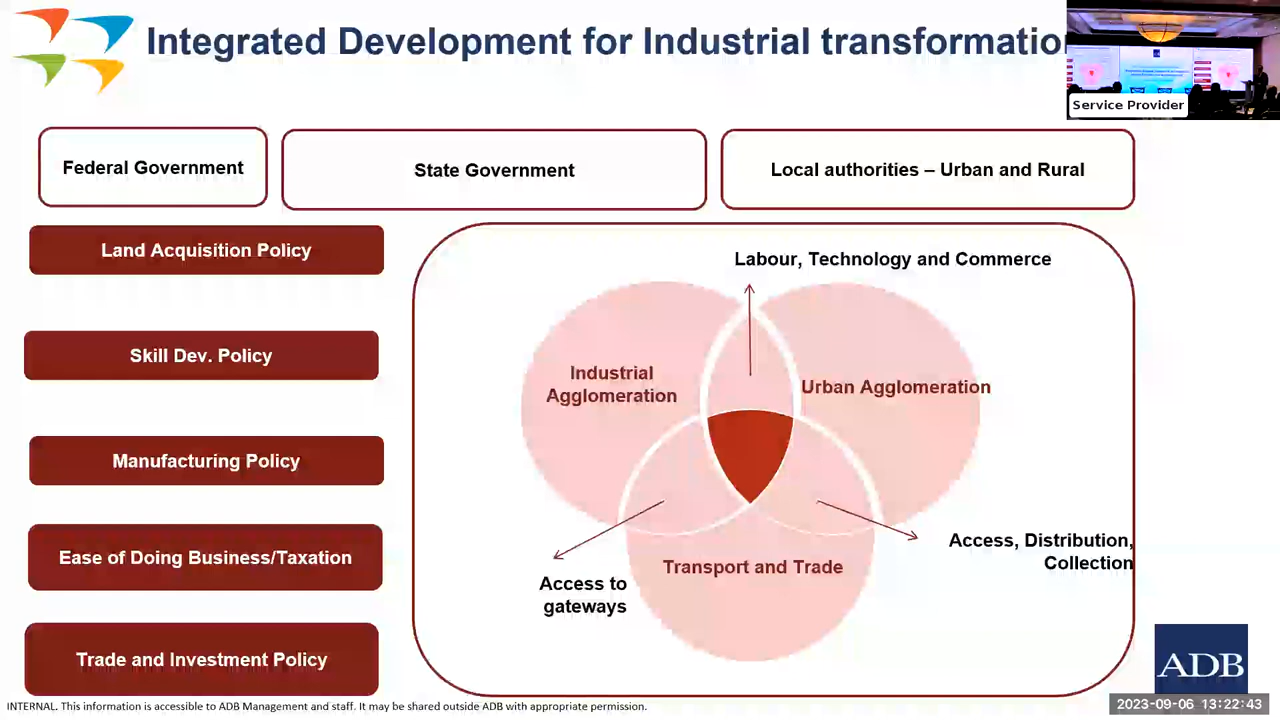 Integrated Development for Industrial transformatio
Service Provider
Federal Government
State Government
Local authorities – Urban and Rural
Land Acquisition Policy
Skill Dev. Policy
Manufacturing Policy
Ease of Doing Business/Taxation
Trade and Investment Policy
Labour, Technology and Commerce
Industrial
Agglomeration
Urban Agglomeration
Transport and Trade
Access to
gateways
Access, Distribution,
Collection
ADB
INTERNAL. This information is accessible to ADB Management and staff. It may be shared outside ADB with appropriate permission.
2023-09-06 13:22:43